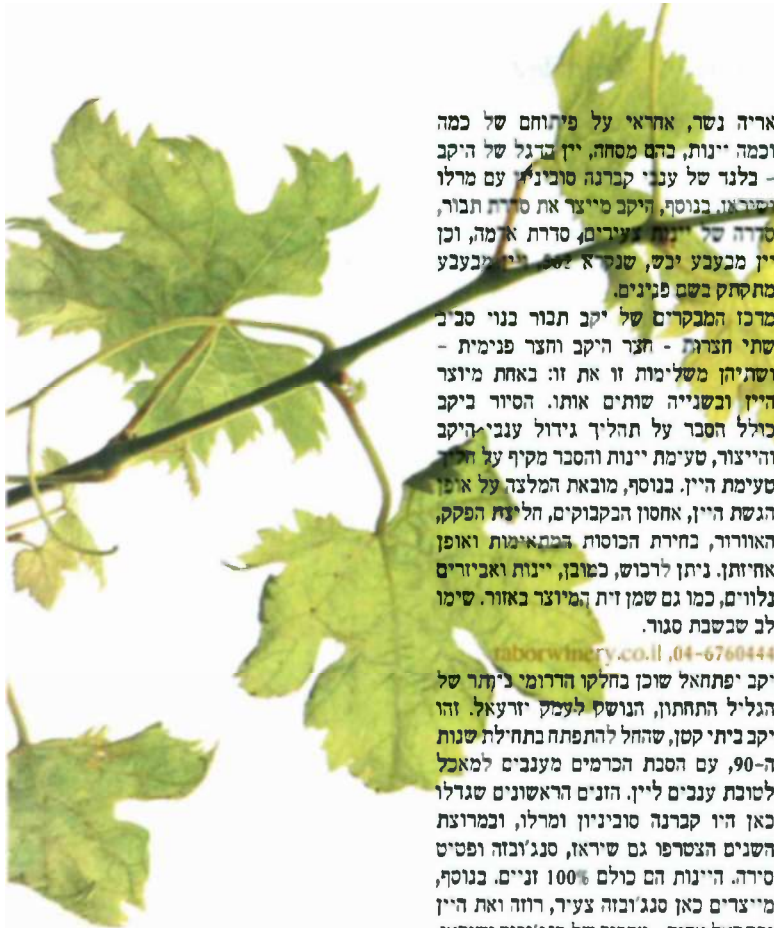 אריה נשר, אחראי על פיתוחם של כמה
וכמה יינות, בהם מסחה, יין הדגל של היקב
- בלנד של ענבי קברנה סוביניון עם מרלו
ושיראז. בנוסף, היקב מייצר את סדרת תבור,
סדרה של יינות צעירים, סדרת אדמה, וכן
יין מבעבע יבש, שנקרא 562, ויין מבעבע
מתקתק בשם פנינים.
מרכז המבקרים של יקב תבור בנוי סביב
שתי חצרות - חצר היקב וחצר פנימית -
ושתיהן משלימות זו את זו: באחת מיוצר
היין ובשנייה שותים אותו. הסיור ביקב
כולל הסבר על תהליך גידול ענבי היקב
והייצור, טעימת יינות והסבר מקיף על הליך
טעימת היין. בנוסף, מובאת המלצה על אופן
הגשת היין, אחסון הבקבוקים, חליצת הפקק,
האוורור, בחירת הכוסות המתאימות ואופן
אחיזתן. ניתן לרכוש, כמובן, יינות ואביזרים
נלווים, כמו גם שמן זית המיוצר באזור. שימו
לב שבשבת סגור.
taborwinery.co.il ,04-6760444
יקב יפתחאל שוכן בחלקו הדרומי ביותר של
הגליל התחתון, הנושק לעמק יזרעאל. זהו
יקב ביתי קטן, שהחל להתפתח בתחילת שנות
ה-90, עם הסבת הכרמים מענבים למאכל
לטובת ענבים ליין. הזנים הראשונים שגדלו
כאן היו קברנה סוביניון ומרלו, ובמרוצת
השנים הצטרפו גם שיראז, סנג'ובזה ופטיט
סירה. היינות הם כולם 100% זניים. בנוסף,
מייצרים כאן סנג'ובזה צעיר, רוזה ואת היין